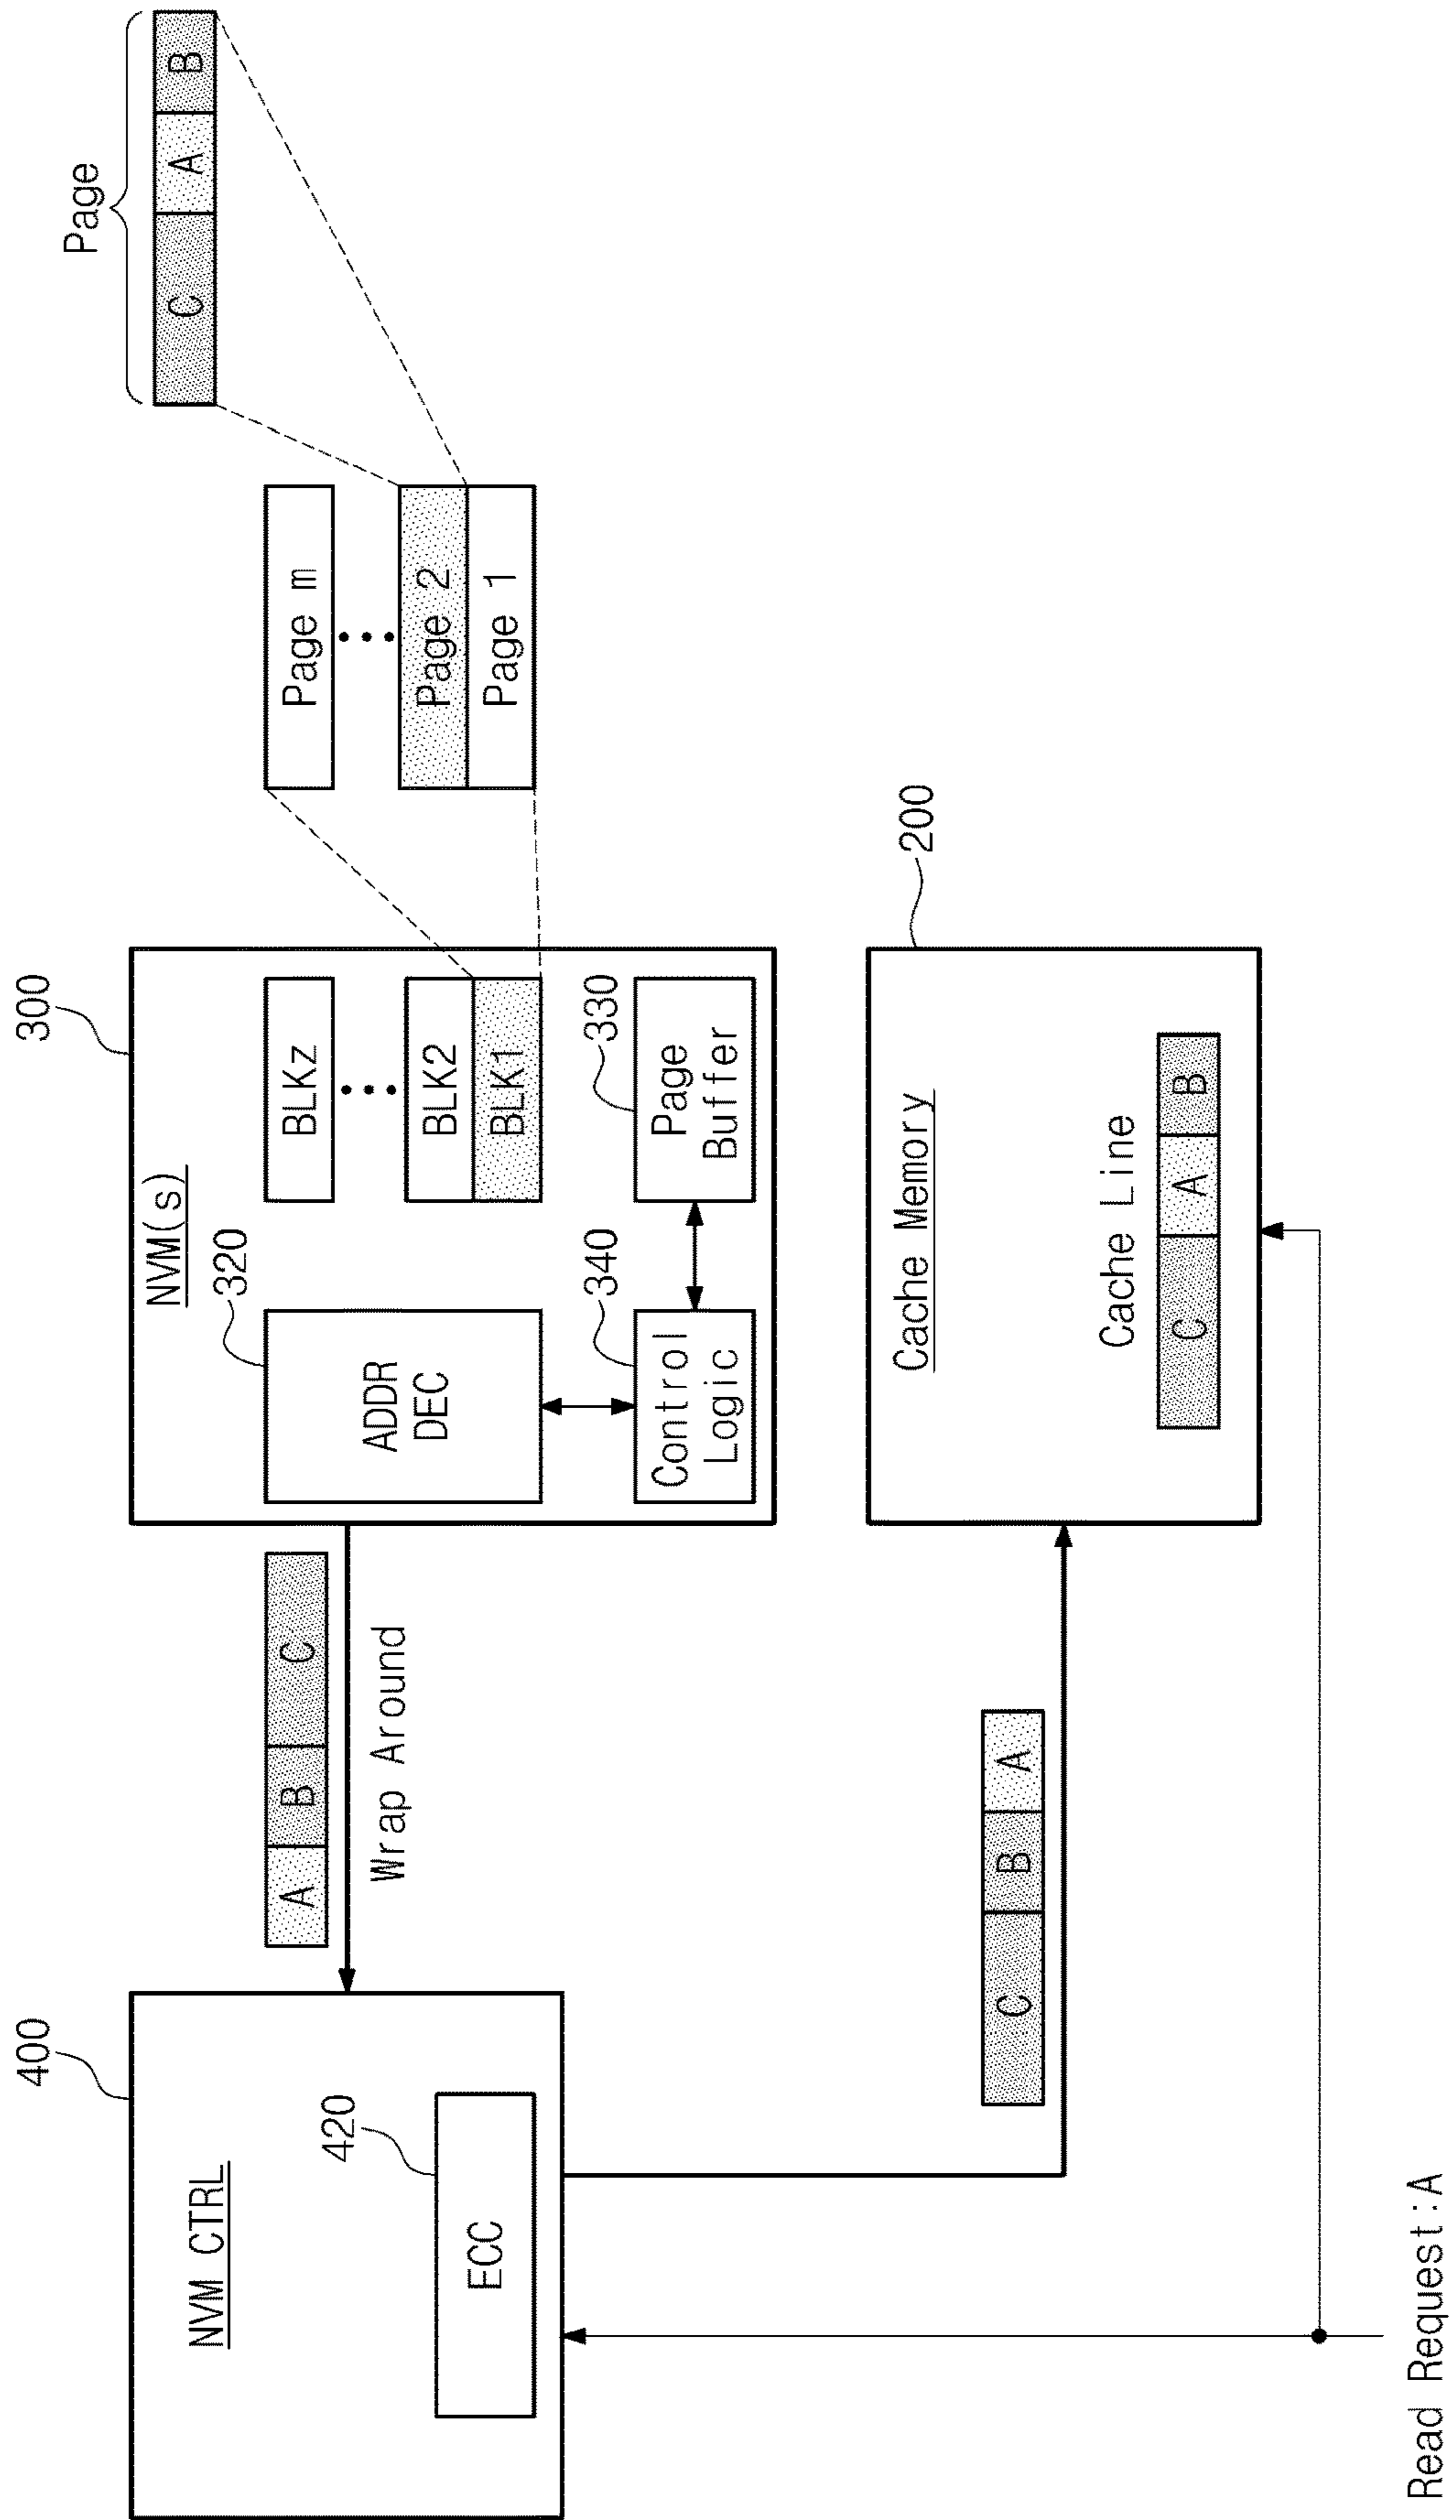 400
NVM CTRL
420
ECC
A
B
C
Wrap Around
300
NVM(s)
320
ADDR
DEC
BLKz
BLK2
BLK1
340
Control
Logic
330
Page
Buffer
Page m
Page 2
Page 1
Page
C
A
B
C
B
A
200
Cache Memory
Cache Line
C
A
B
Read Request:A